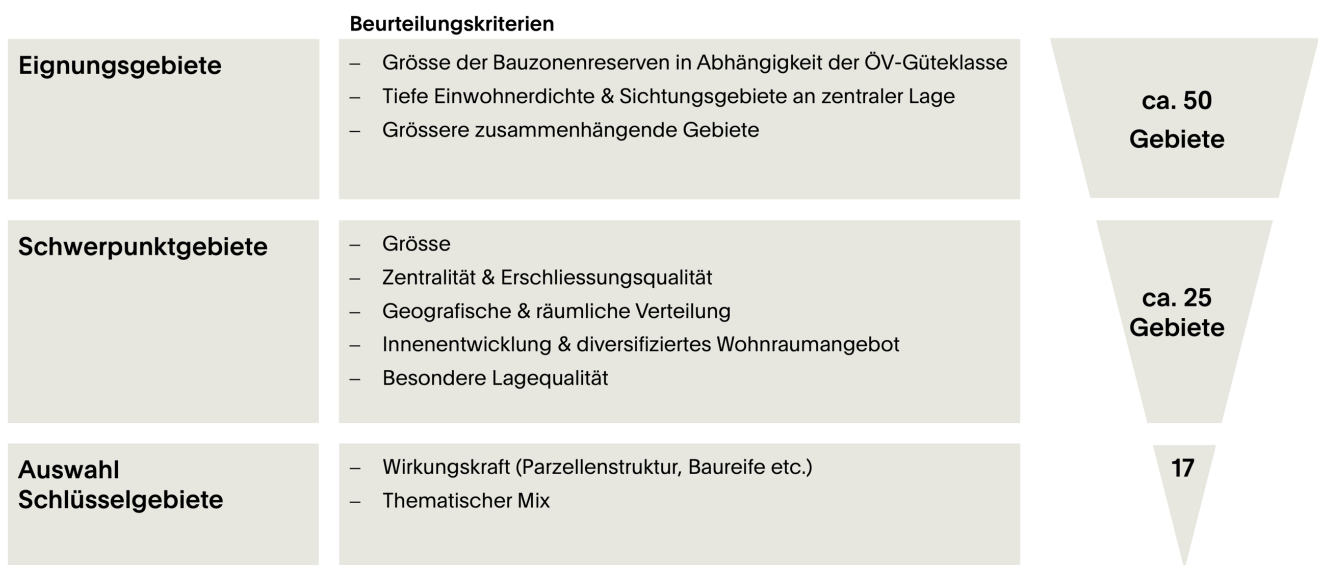 Beurteilungskriterien
Eignungsgebiete
– Grösse der Bauzonenreserven in Abhängigkeit der ÖV-Güteklasse
– Tiefe Einwohnerdichte & Sichtungsgebiete an zentraler Lage
– Grössere zusammenhängende Gebiete
ca. 50
Gebiete
Schwerpunktgebiete
– Grösse
– Zentralität & Erschliessungsqualität
– Geografische & räumliche Verteilung
– Innenentwicklung & diversifiziertes Wohnraumangebot
– Besondere Lagequalität
ca. 25
Gebiete
Auswahl
Schlüsselgebiete
– Wirkungskraft (Parzellenstruktur, Baureife etc.)
– Thematischer Mix
17